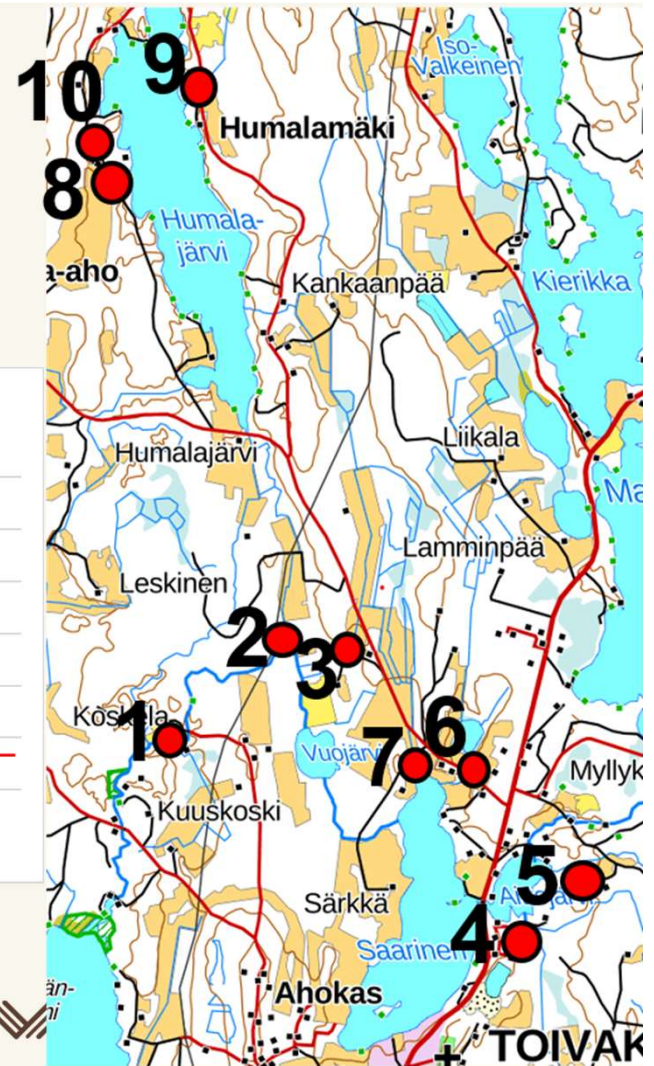 Iso-
Valkeinen
9
10
Humalamäki
8
Humala-
järvi
a-aho
Kankaanpää
Kierikka
Liikala
Humalajärvi
Ma
Lamminpää
Leskinen
2
3
1
6
7
Vuojärvi
Myllyk
Kuuskoski
5
Särkkä
4
Saarinen
Ahokas
än-
TOIVAK